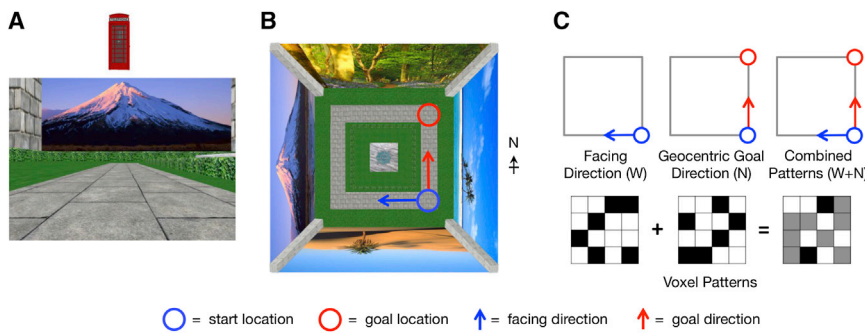 A
B
C
N
Facing
Direction (W)
Geocentric Goal
Direction (N)
Combined
Patterns (W+N)
+
=
Voxel Patterns
= start location
= goal location
= facing direction
= goal direction